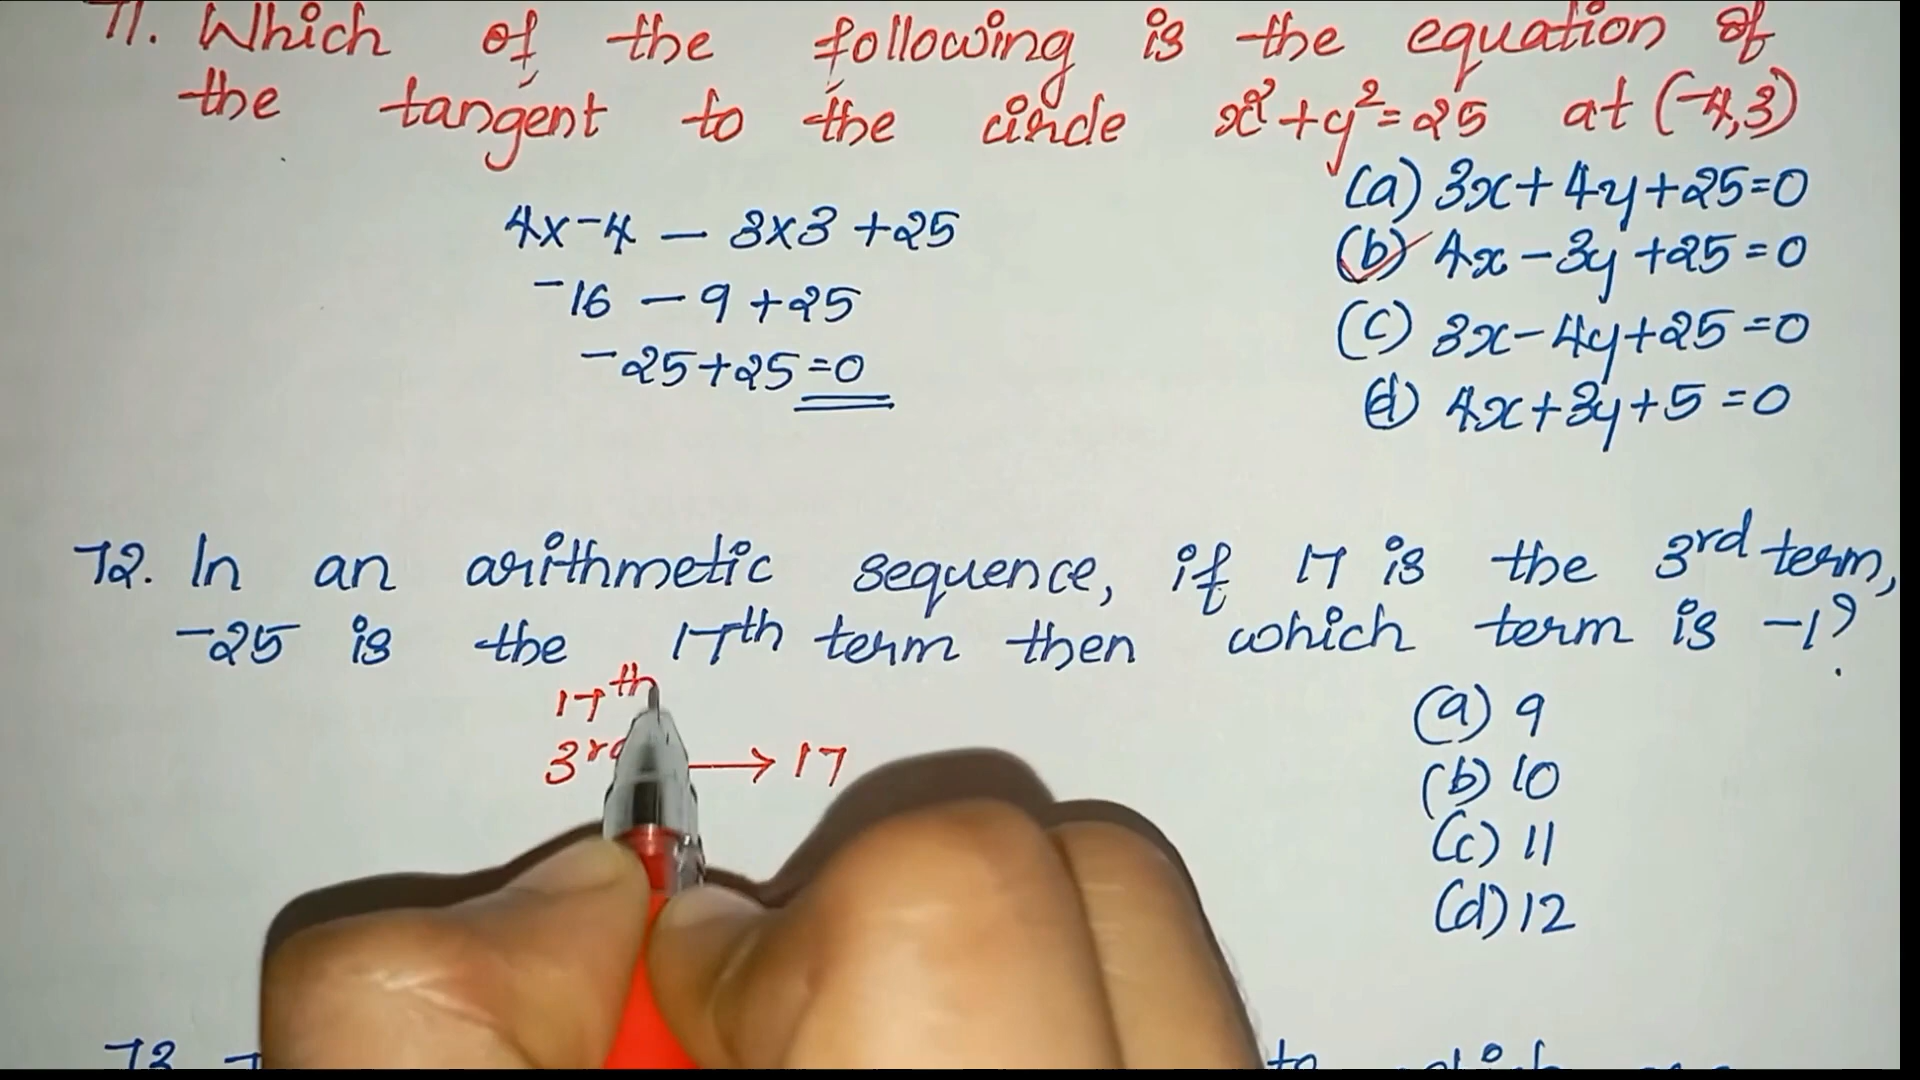 71. Which of the following is the equation of
the tangent to the circle x²+y²=25 at (-4,3)
(a) 3x+4y+25=0
(b) 4x-3y+25=0
(c) 3x-4y+25=0
(d) 4x+3y+5=0
4x-4 - 3x3 +25
-16 - 9 +25
-25+25=0
72. In an arithmetic sequence, if 17 is the 3rd term,
-25 is the 17th term then which term is -1?
(a) 9
(b) 10
(c) 11
(d) 12
17th
3rd → 17
73.